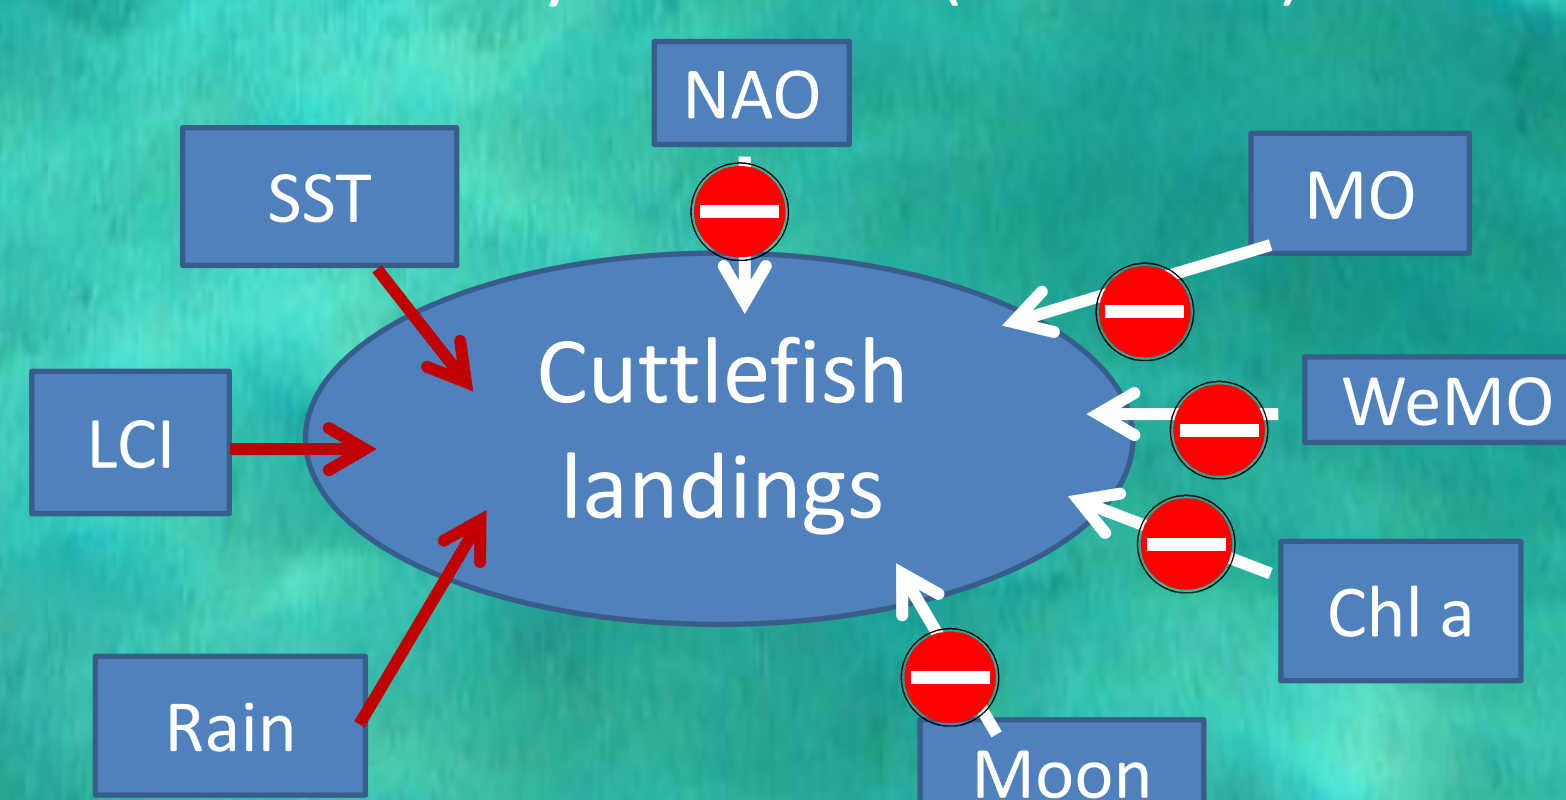 NAO
SST
MO
Cuttlefish
landings
WeMO
LCI
Chl a
Rain
Moon